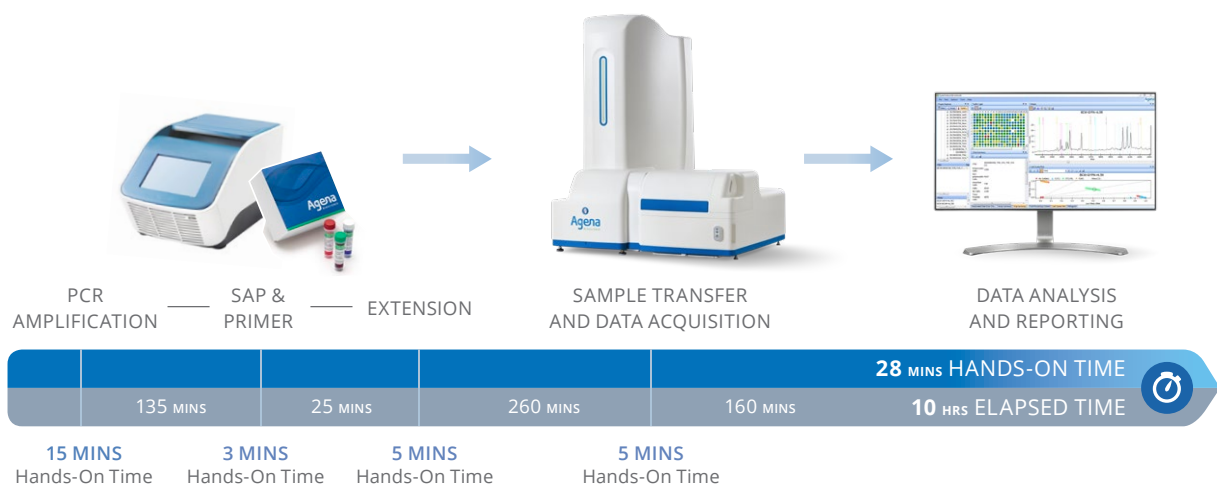 Agena
Agena
PCR
AMPLIFICATION
SAP &
PRIMER
EXTENSION
SAMPLE TRANSFER
AND DATA ACQUISITION
DATA ANALYSIS
AND REPORTING
28 MINS HANDS-ON TIME
135 MINS
25 MINS
260 MINS
160 MINS
10 HRS ELAPSED TIME
15 MINS
Hands-On Time
3 MINS
Hands-On Time
5 MINS
Hands-On Time
5 MINS
Hands-On Time